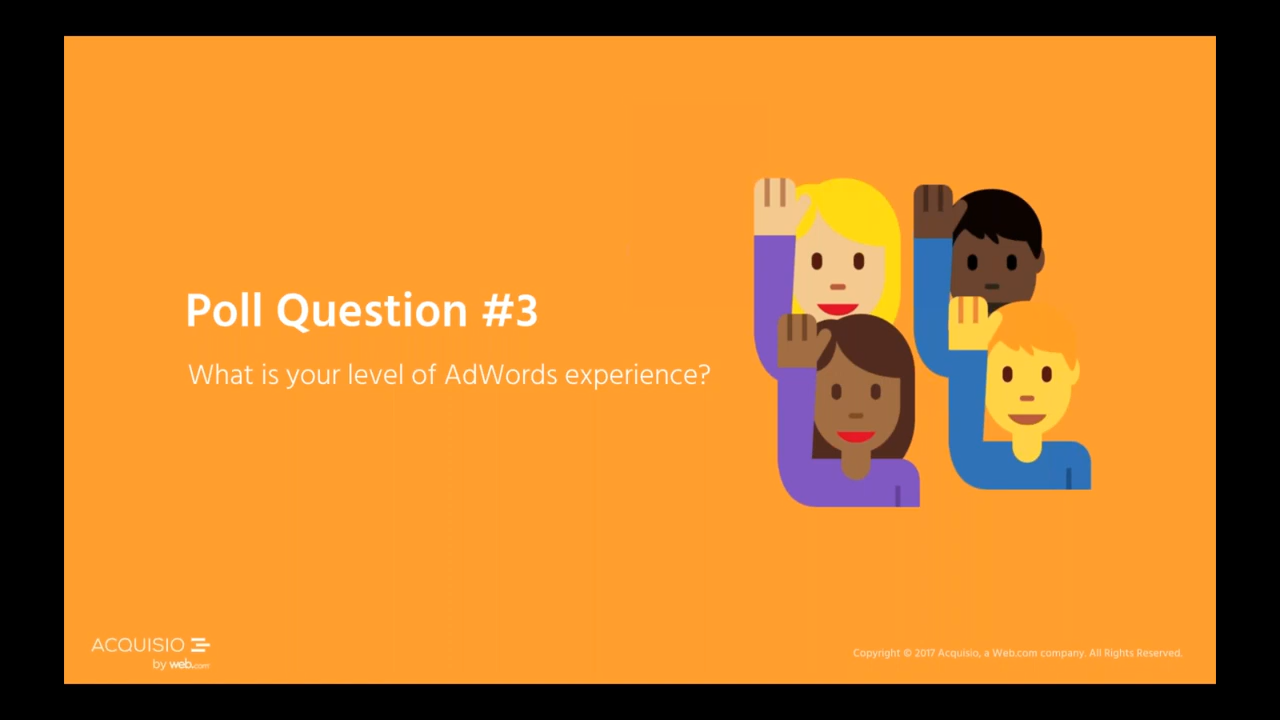 Poll Question #3
What is your level of AdWords experience?
ACQUISIO
by web.com
Copyright © 2017 Acquisio, a Web.com company. All Rights Reserved.